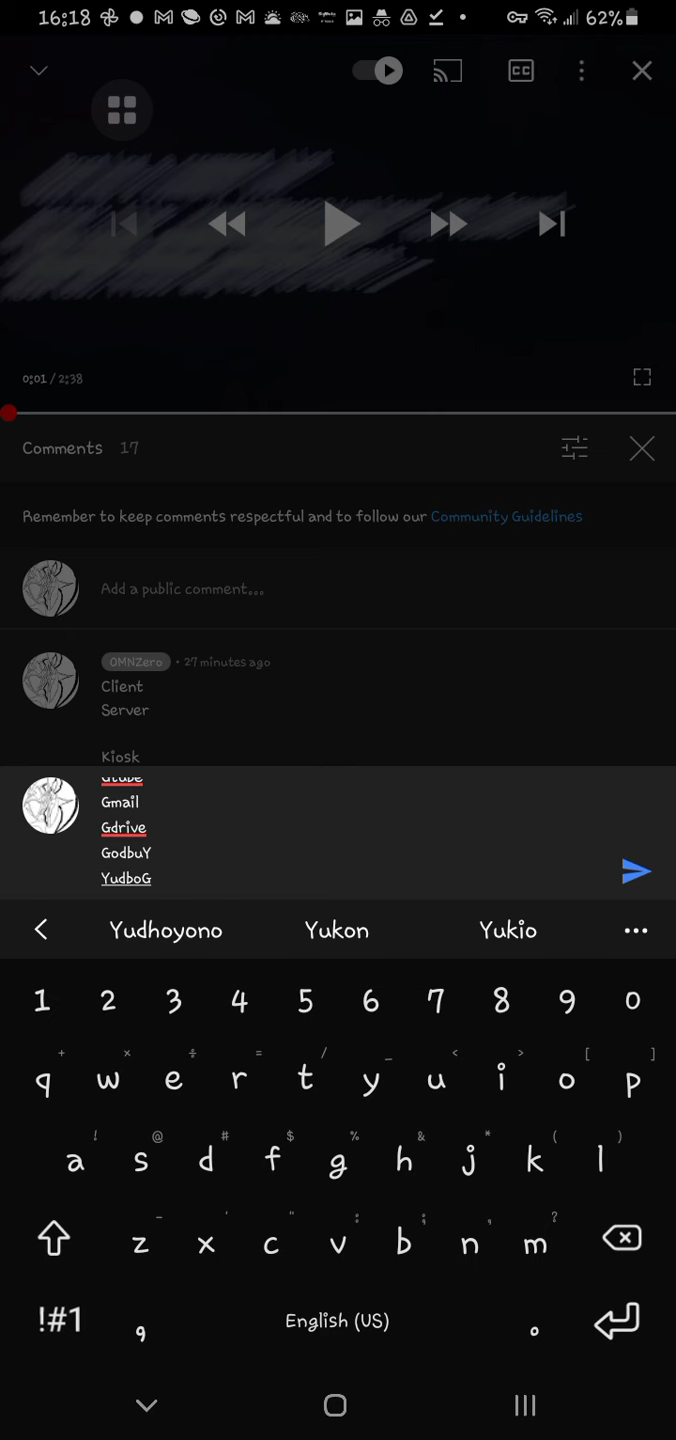 16:18
62%
CC
0:01 / 2:38
Comments 17
Remember to keep comments respectful and to follow our Community Guidelines
Add a public comment...
OMNZero • 27 minutes ago
Client
Server
Kiosk
Gtube
Gmail
Gdrive
GodbuY
YudboG
Yudhoyono Yukon Yukio
1 2 3 4 5 6 7 8 9 0
+ × ÷ = / _ < > [ ]
q w e r t y u i o p
! @ # $ % & * ( )
a s d f g h j k l
- ' " : ; , ?
z x c v b n m
!#1 , English (US) .